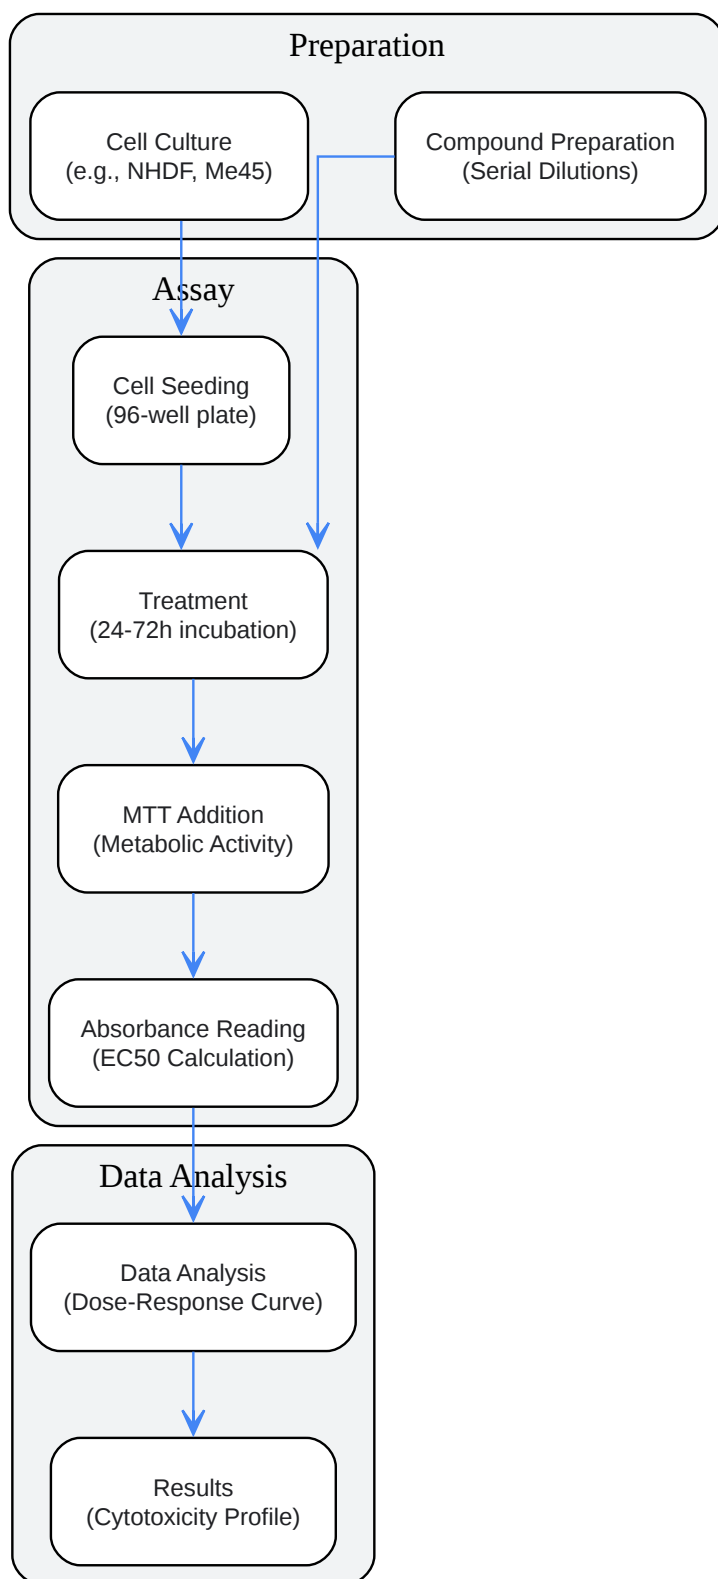 Preparation
Cell Culture
(e.g., NHDF, Me45)
Compound Preparation
(Serial Dilutions)
Assay
Cell Seeding
(96-well plate)
Treatment
(24-72h incubation)
MTT Addition
(Metabolic Activity)
Absorbance Reading
(EC50 Calculation)
Data Analysis
Data Analysis
(Dose-Response Curve)
Results
(Cytotoxicity Profile)